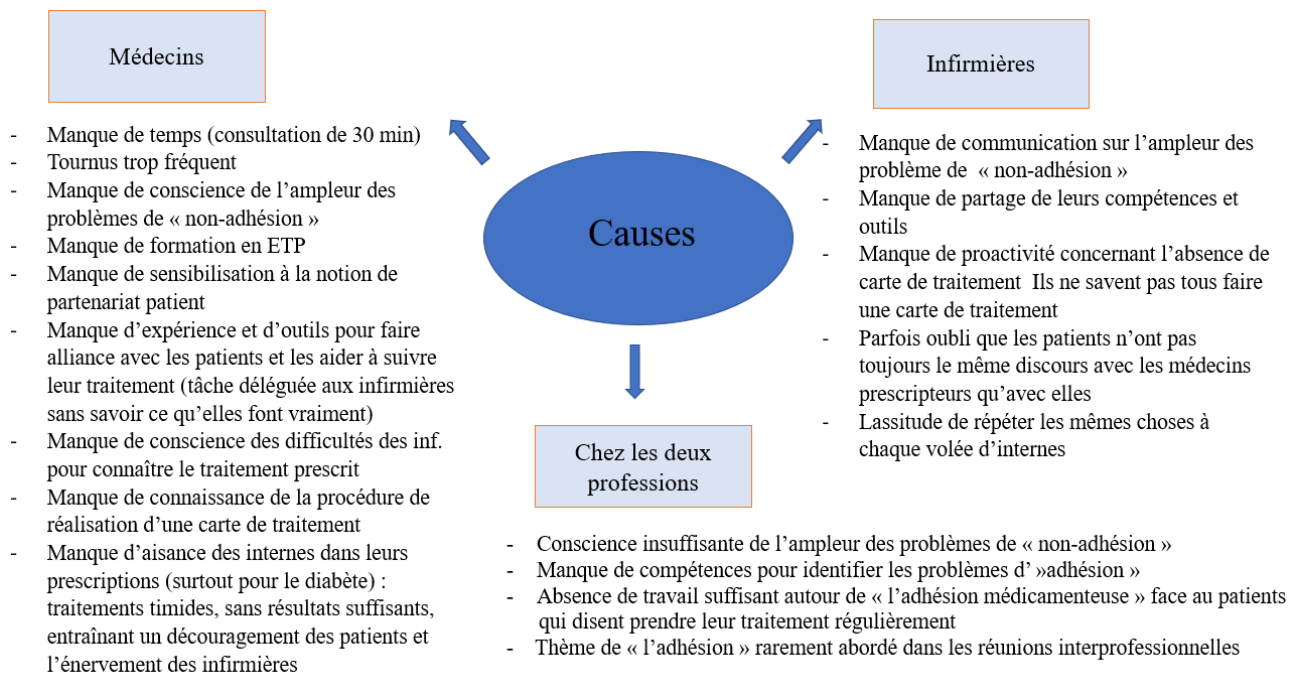 Médecins
- Manque de temps (consultation de 30 min)
- Tournus trop fréquent
- Manque de conscience de l’ampleur des
problèmes de « non-adhésion »
- Manque de formation en ETP
- Manque de sensibilisation à la notion de
partenariat patient
- Manque d’expérience et d’outils pour faire
alliance avec les patients et les aider à suivre
leur traitement (tâche déléguée aux infirmières
sans savoir ce qu’elles font vraiment)
- Manque de conscience des difficultés des inf.
pour connaître le traitement prescrit
- Manque de connaissance de la procédure de
réalisation d’une carte de traitement
- Manque d’aisance des internes dans leurs
prescriptions (surtout pour le diabète) :
traitements timides, sans résultats suffisants,
entraînant un découragement des patients et
l’énervement des infirmières
Causes
Infirmières
- Manque de communication sur l’ampleur des
problème de « non-adhésion »
- Manque de partage de leurs compétences et
outils
- Manque de proactivité concernant l’absence de
carte de traitement Ils ne savent pas tous faire
une carte de traitement
- Parfois oubli que les patients n’ont pas
toujours le même discours avec les médecins
prescripteurs qu’avec elles
- Lassitude de répéter les mêmes choses à
chaque volée d’internes
Chez les deux
professions
- Conscience insuffisante de l’ampleur des problèmes de « non-adhésion »
- Manque de compétences pour identifier les problèmes d’ »adhésion »
- Absence de travail suffisant autour de « l’adhésion médicamenteuse » face au patients
qui disent prendre leur traitement régulièrement
- Thème de « l’adhésion » rarement abordé dans les réunions interprofessionnelles